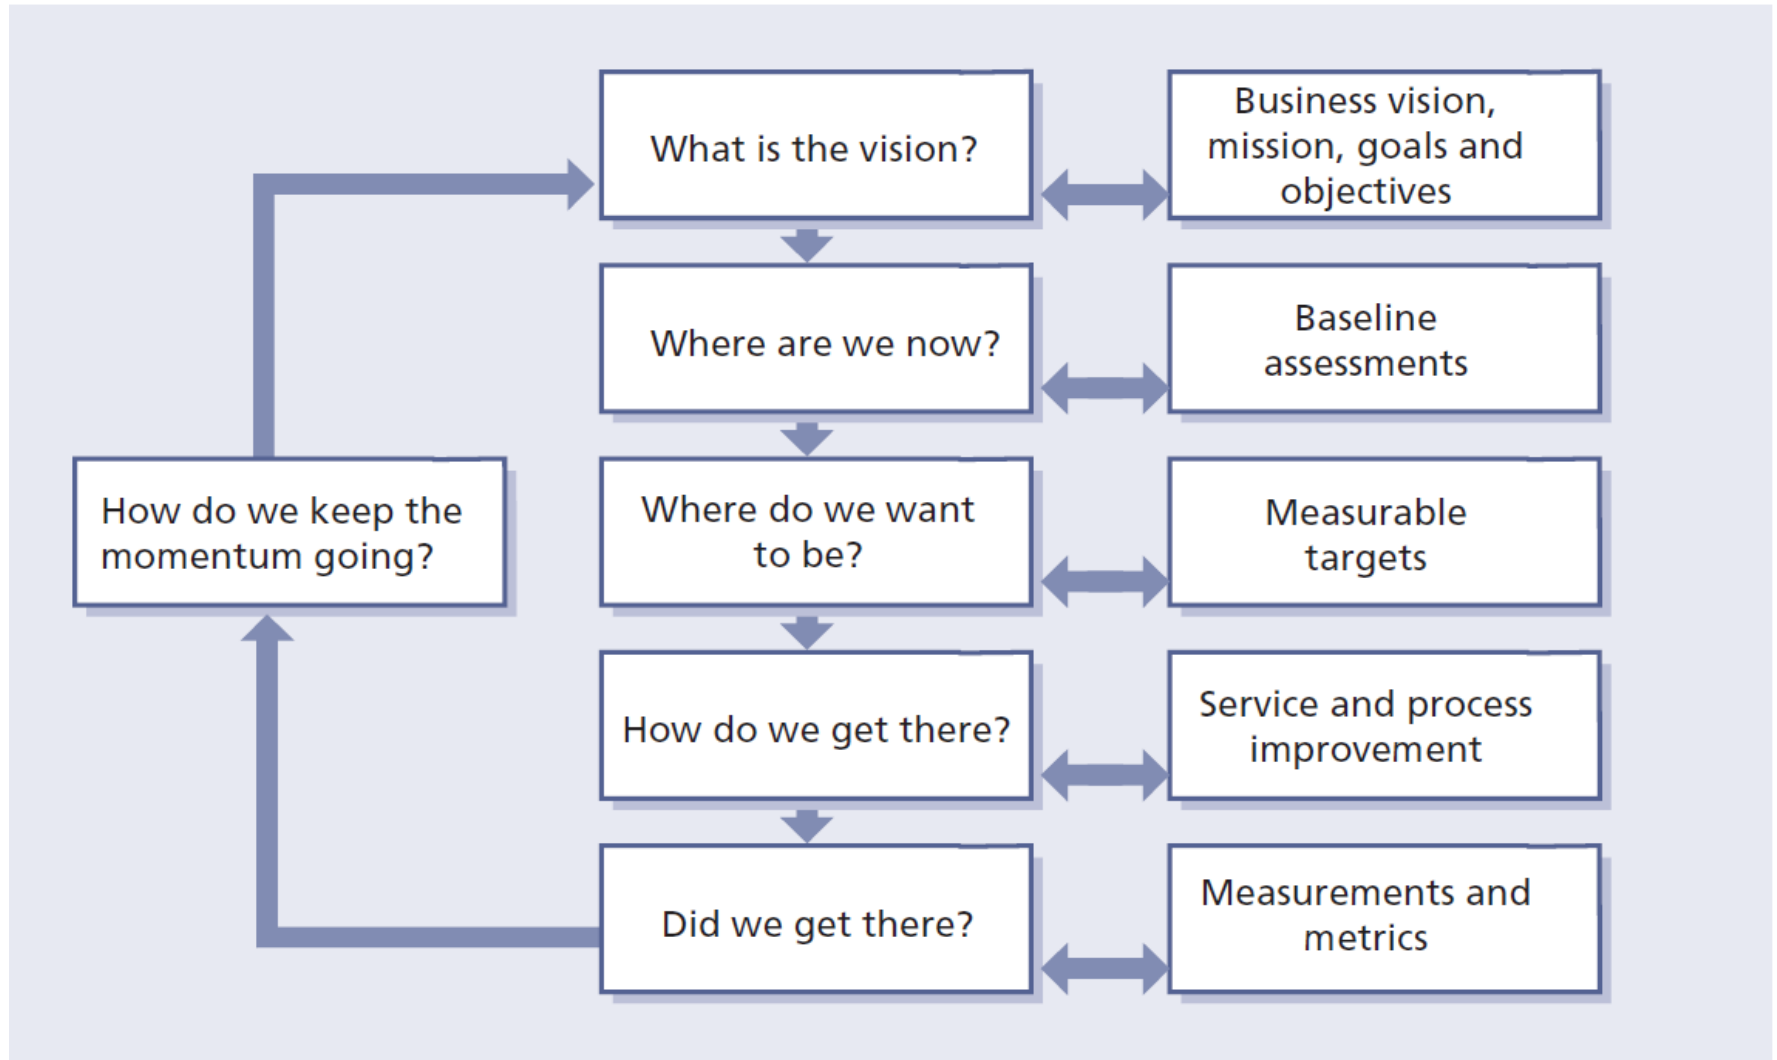 What is the vision?
Business vision,
mission, goals and
objectives
Where are we now?
Baseline
assessments
How do we keep the
momentum going?
Where do we want
to be?
Measurable
targets
How do we get there?
Service and process
improvement
Did we get there?
Measurements and
metrics